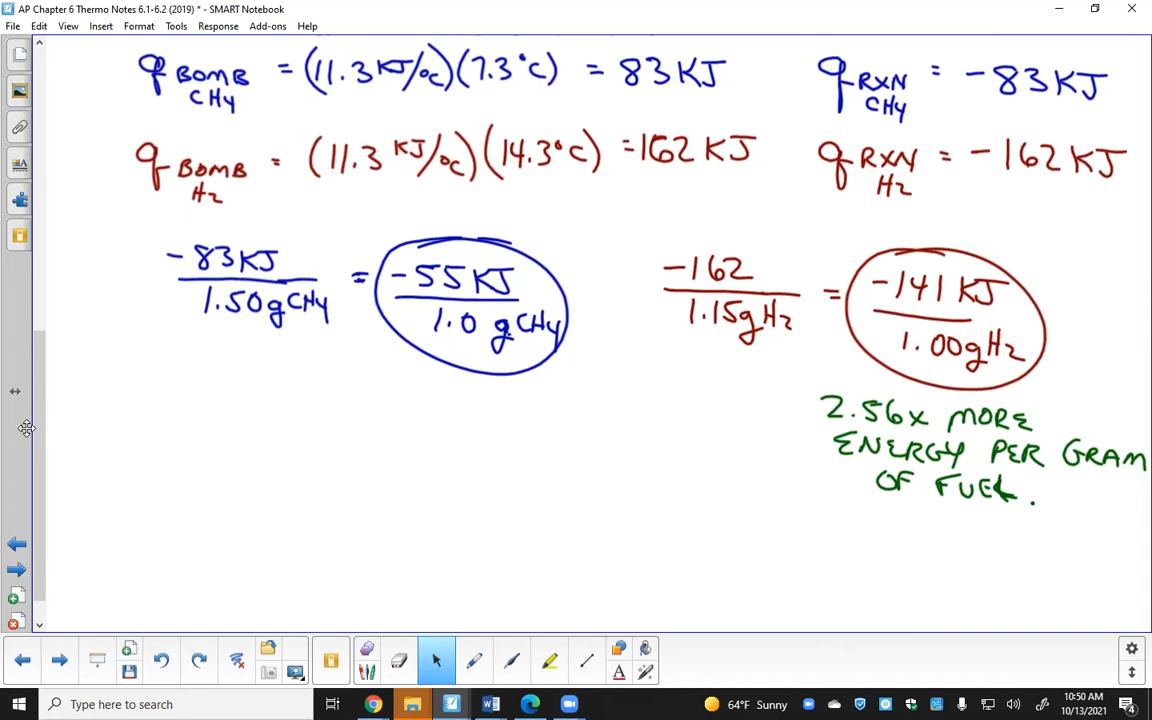 AP Chapter 6 Thermo Notes 6.1-6.2 (2019) * - SMART Notebook
File Edit View Insert Format Tools Response Add-ons Help
q BOMB CH4 = (11.3 KJ/°C)(7.3°C) = 83 KJ
q RXN CH4 = -83 KJ
q BOMB H2 = (11.3 KJ/°C)(14.3°C) = 162 KJ
q RXN H2 = -162 KJ
-83 KJ / 1.50g CH4 = -55 KJ / 1.0 g CH4
-162 / 1.15g H2 = -141 KJ / 1.00g H2
2.56x MORE
ENERGY PER GRAM
OF FUEL.
Type here to search
64°F Sunny
10:50 AM
10/13/2021
4